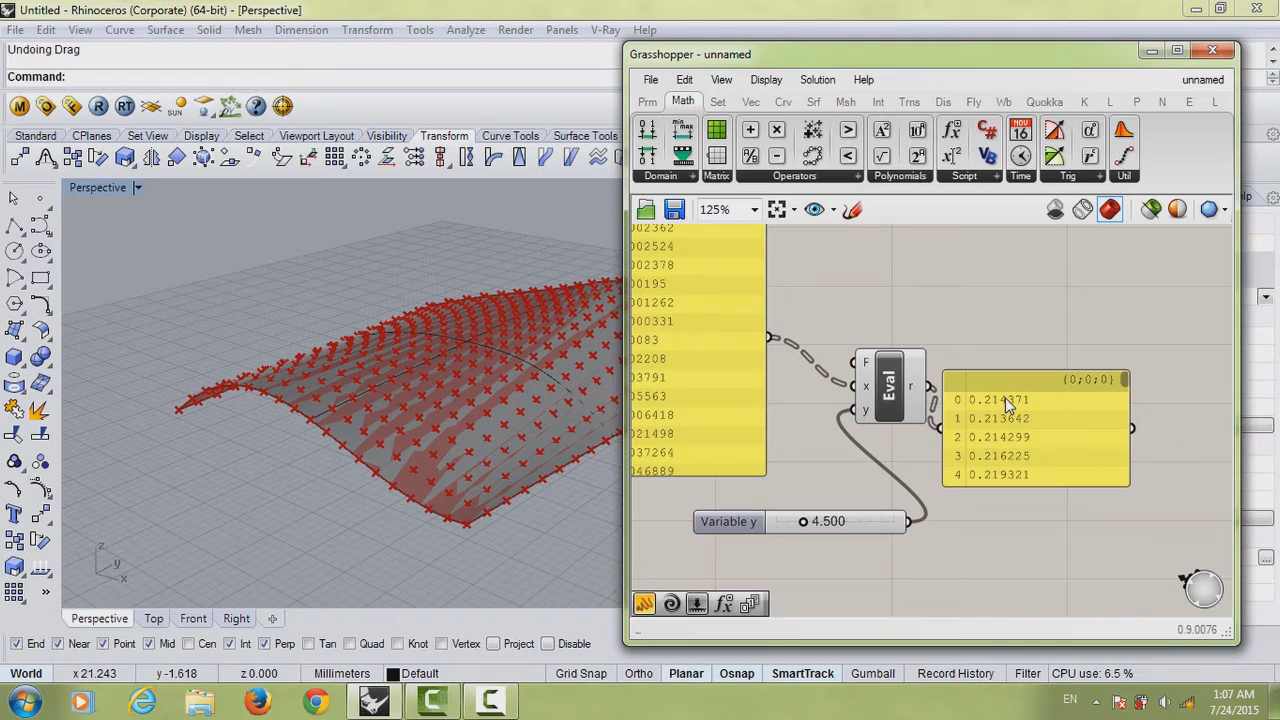 Untitled - Rhinoceros (Corporate) (64-bit) - [Perspective]
File Edit View Curve Surface Solid Mesh Dimension Transform Tools Analyze Render Panels V-Ray Help
Undoing Drag
Command:
Standard CPlanes Set View Display Select Viewport Layout Visibility Transform Curve Tools Surface Tools
Perspective
Grasshopper - unnamed
File Edit View Display Solution Help unnamed
Prm Math Set Vec Crv Srf Msh Int Trns Dis Fly Wb Quokka K L P N E L
Domain Matrix Operators Polynomials Script Time Trig Util
125%
002362
002524
002378
00195
001262
000331
0083
02208
03791
05563
006418
021498
037264
046889
F
x
y
Eval
r
{0;0;0}
0 0.214371
1 0.213642
2 0.214299
3 0.216225
4 0.219321
Variable y 4.500
0.9.0076
z
y
x
Perspective Top Front Right
End Near Point Mid Cen Int Perp Tan Quad Knot Vertex Project Disable
World x 21.243 y -1.618 z 0.000 Millimeters Default Grid Snap Ortho Planar Osnap SmartTrack Gumball Record History Filter CPU use: 6.5 %
EN
1:07 AM
7/24/2015